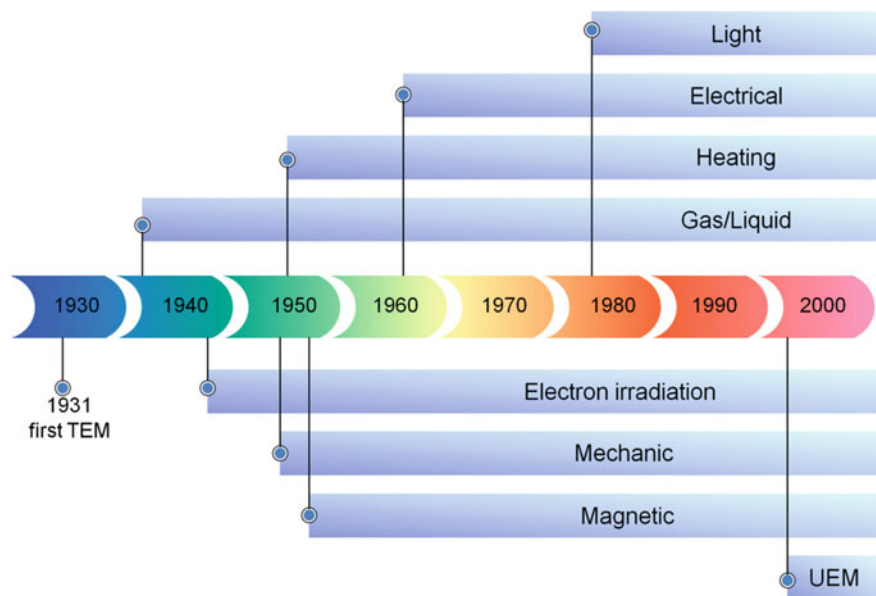 Light
Electrical
Heating
Gas/Liquid
1930 1940 1950 1960 1970 1980 1990 2000
1931
first TEM
Electron irradiation
Mechanic
Magnetic
UEM